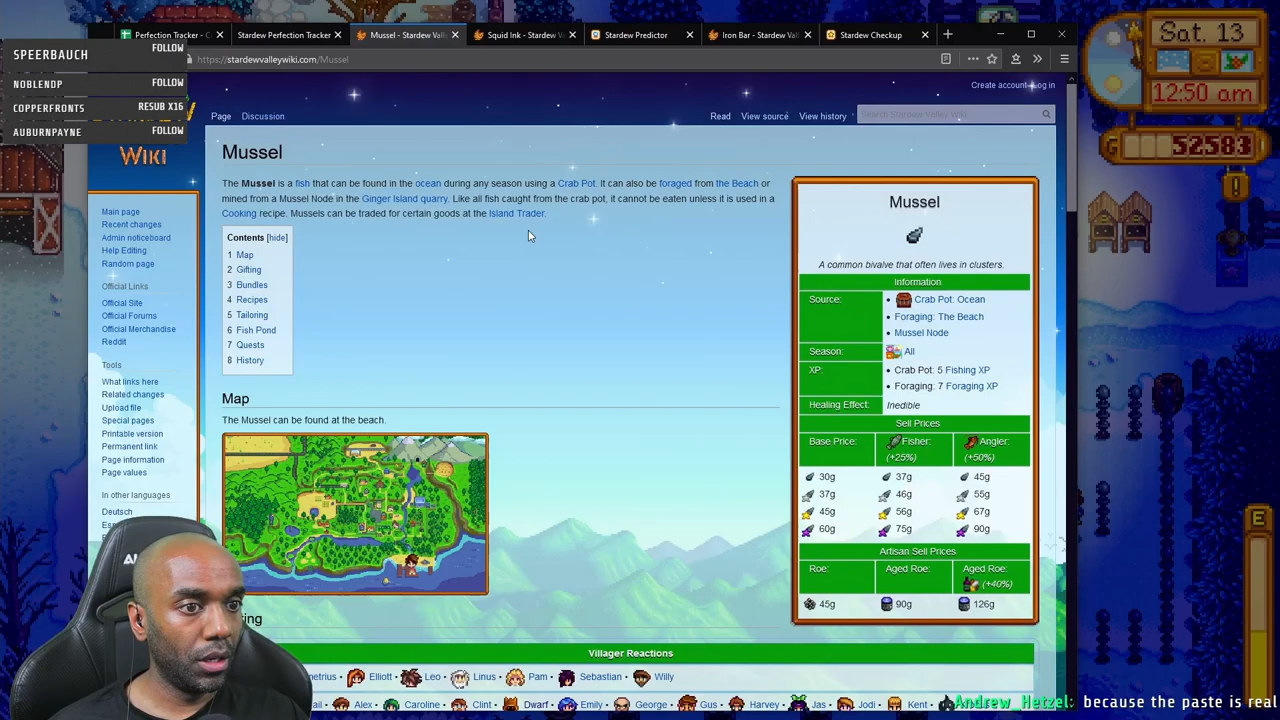 Perfection Tracker - G
Stardew Perfection Tracker
Mussel - Stardew Valle
Squid Ink - Stardew V
Stardew Predictor
Iron Bar - Stardew Val
Stardew Checkup
SPEERBAUCH FOLLOW
NOBLENDP FOLLOW
COPPERFRONTS RESUB X16
AUBURNPAYNE FOLLOW
https://stardewvalleywiki.com/Mussel
Sat. 13
12:50 am
52583
Create account Log in
WIKI
Page Discussion Read View source View history Search Stardew Valley Wiki
Mussel
The Mussel is a fish that can be found in the ocean during any season using a Crab Pot. It can also be foraged from the Beach or
mined from a Mussel Node in the Ginger Island quarry. Like all fish caught from the crab pot, it cannot be eaten unless it is used in a
Cooking recipe. Mussels can be traded for certain goods at the Island Trader.
Contents [hide]
1 Map
2 Gifting
3 Bundles
4 Recipes
5 Tailoring
6 Fish Pond
7 Quests
8 History
Main page
Recent changes
Admin noticeboard
Help Editing
Random page
Official Links
Official Site
Official Forums
Official Merchandise
Reddit
Tools
What links here
Related changes
Upload file
Special pages
Printable version
Permanent link
Page information
Page values
In other languages
Deutsch
Map
The Mussel can be found at the beach.
Mussel
A common bivalve that often lives in clusters.
Information
Source:
• Crab Pot: Ocean
• Foraging: The Beach
• Mussel Node
Season: All
XP:
• Crab Pot: 5 Fishing XP
• Foraging: 7 Foraging XP
Healing Effect: Inedible
Sell Prices
Base Price: Fisher: (+25%) Angler: (+50%)
30g 37g 45g
37g 46g 55g
45g 56g 67g
60g 75g 90g
Artisan Sell Prices
Roe: Aged Roe: Aged Roe: (+40%)
45g 90g 126g
Villager Reactions
Elliott • Leo • Linus • Pam • Sebastian • Willy
Alex • Caroline • Clint • Dwarf • Emily • George • Gus • Harvey • Jas • Jodi • Kent
E
Andrew_Hetzel: because the paste is real